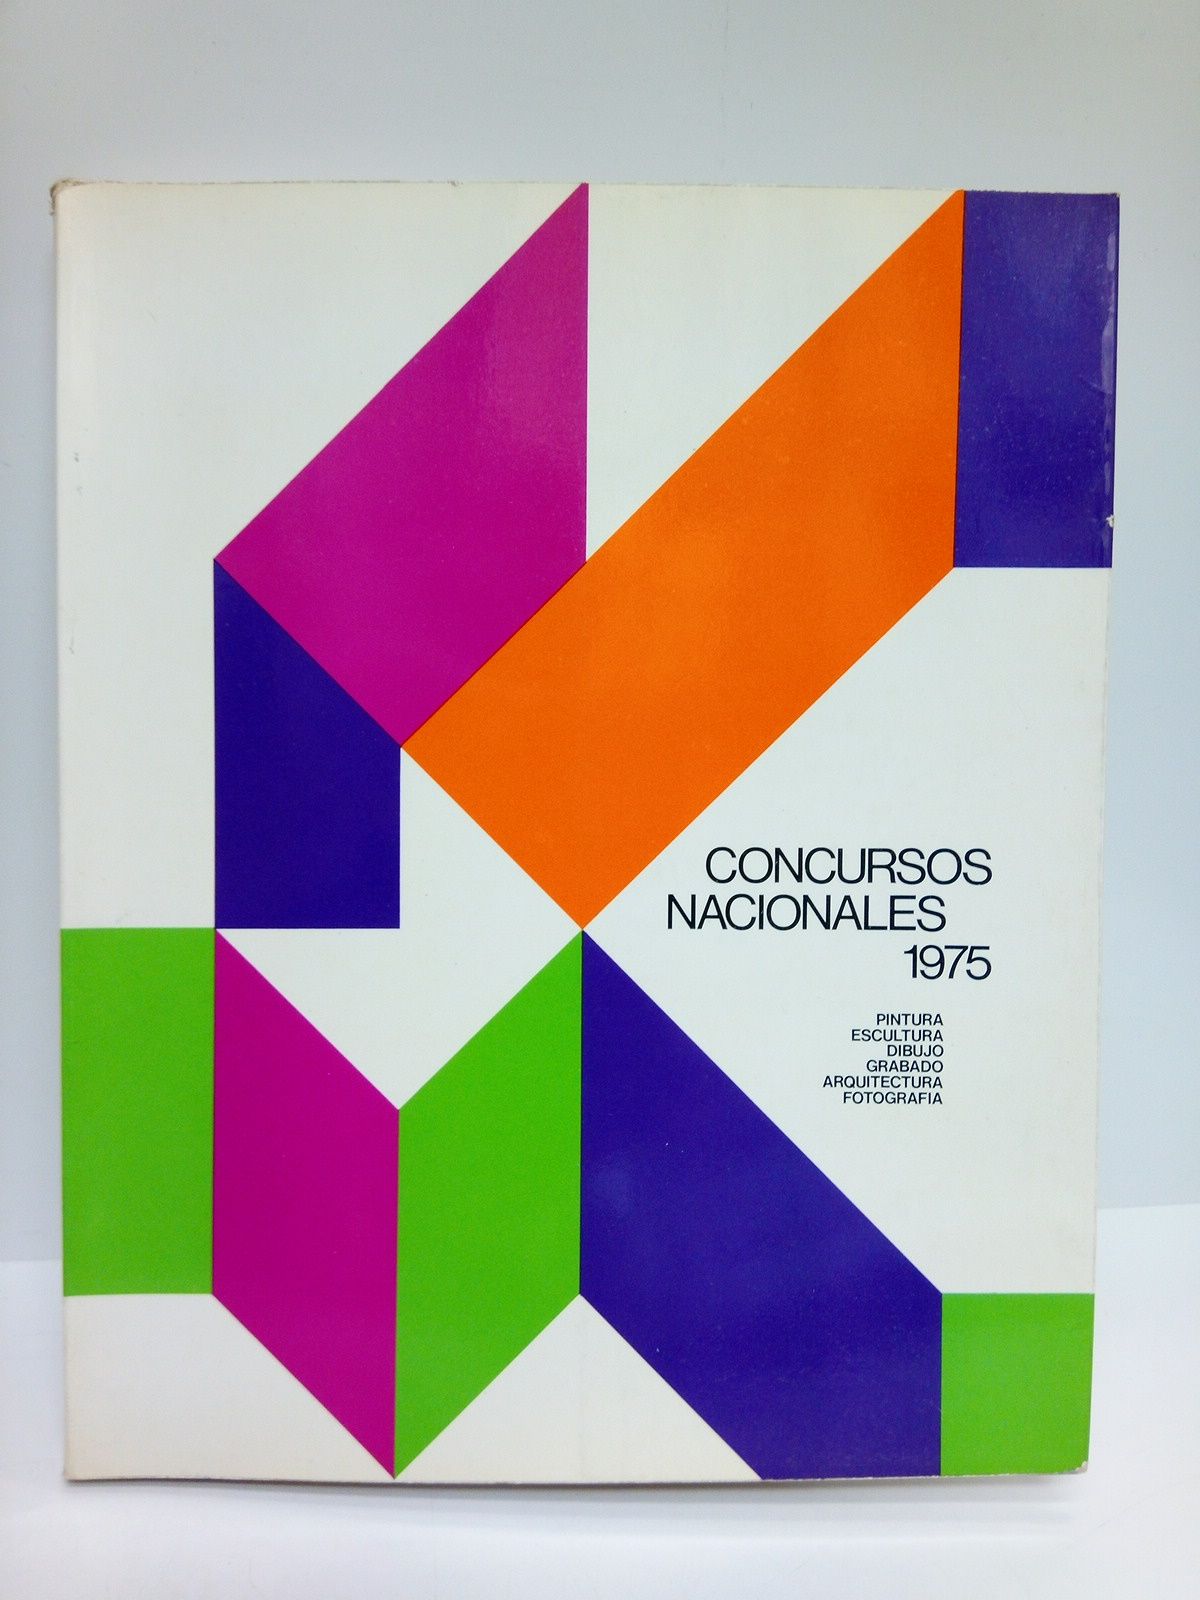 CONCURSOS
NACIONALES
1975
PINTURA
ESCULTURA
DIBUJO
GRABADO
ARQUITECTURA
FOTOGRAFIA